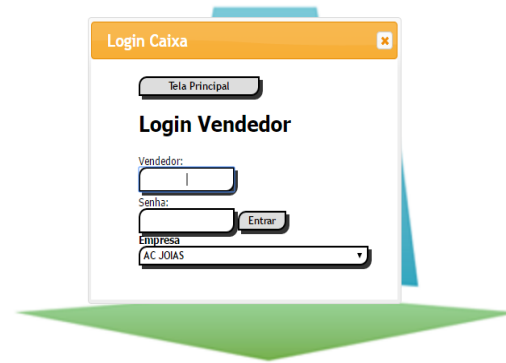 Login Caixa
Tela Principal
Login Vendedor
Vendedor:
Senha:
Entrar
Empresa
AC JOIAS